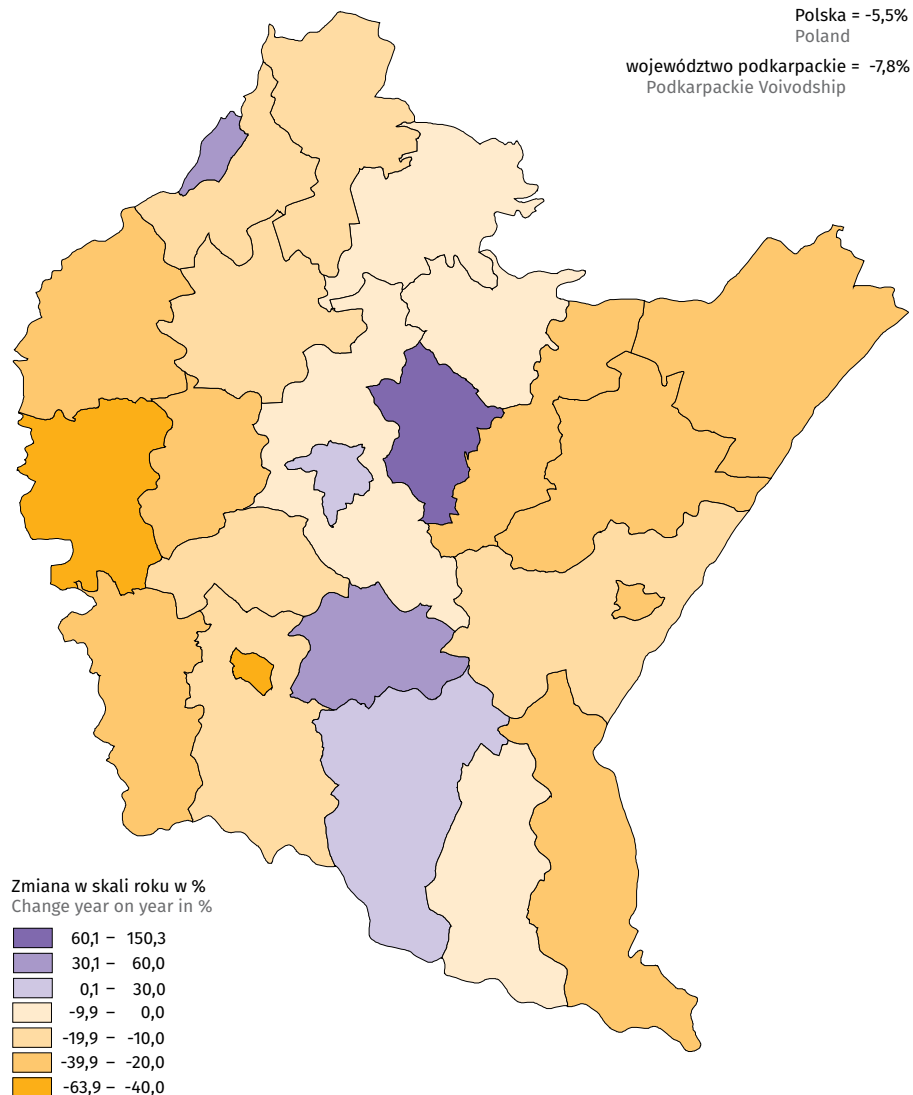 Polska = -5,5%
Poland
województwo podkarpackie = -7,8%
Podkarpackie Voivodship
Zmiana w skali roku w %
Change year on year in %
60,1 – 150,3
30,1 – 60,0
0,1 – 30,0
-9,9 – 0,0
-19,9 – -10,0
-39,9 – -20,0
-63,9 – -40,0